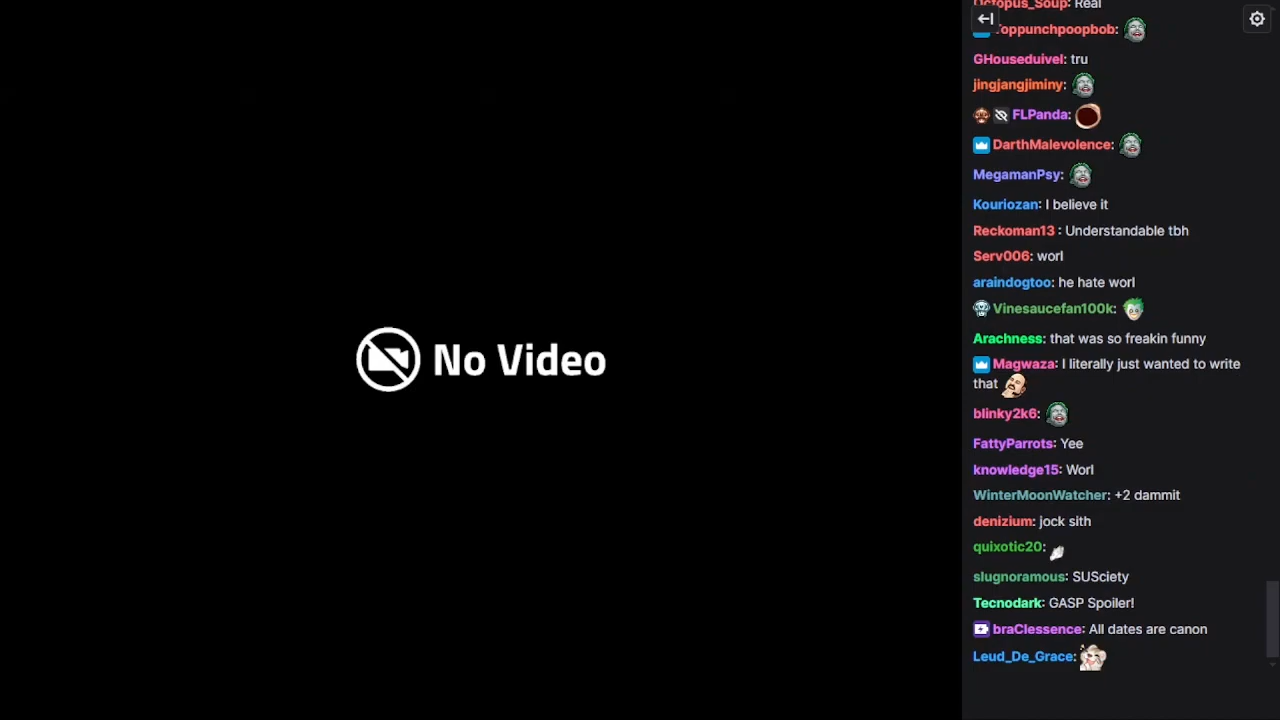 No Video
Octopus_Soup: Real
Toppunchpoopbob:
GHouseduivel: tru
jingjangjiminy:
FLPanda:
DarthMalevolence:
MegamanPsy:
Kouriozan: I believe it
Reckoman13 : Understandable tbh
Serv006: worl
araindogtoo: he hate worl
Vinesaucefan100k:
Arachness: that was so freakin funny
Magwaza: I literally just wanted to write
that
blinky2k6:
FattyParrots: Yee
knowledge15: Worl
WinterMoonWatcher: +2 dammit
denizium: jock sith
quixotic20:
slugnoramous: SUSciety
Tecnodark: GASP Spoiler!
braClessence: All dates are canon
Leud_De_Grace: